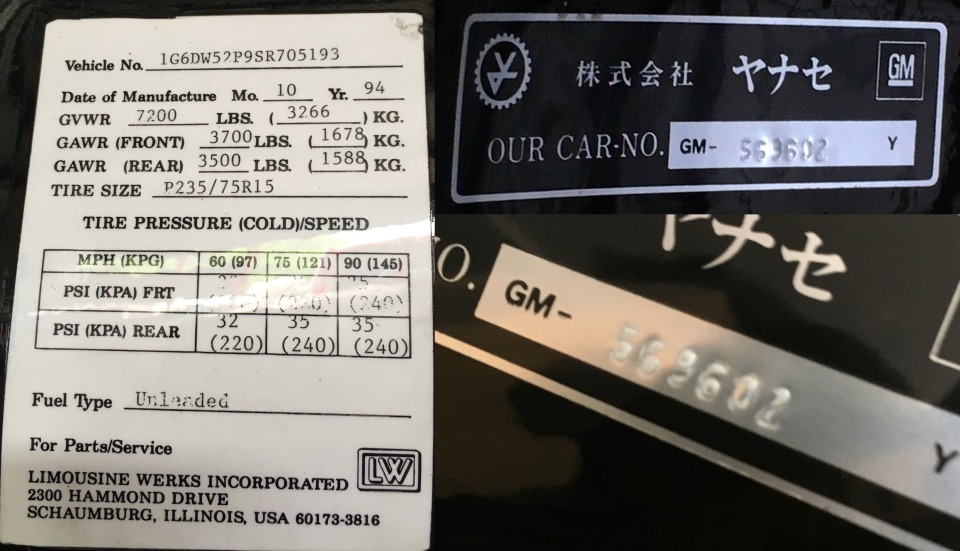 Vehicle No. 1G6DW52P9SR705193
Date of Manufacture Mo. 10 Yr. 94
GVWR 7200 LBS. (3266) KG.
GAWR (FRONT) 3700 LBS. (1678) KG.
GAWR (REAR) 3500 LBS. (1588) KG.
TIRE SIZE P235/75R15
TIRE PRESSURE (COLD)/SPEED
MPH (KPG) 60 (97) 75 (121) 90 (145)
PSI (KPA) FRT (240) (240)
PSI (KPA) REAR 32 35 35
(220) (240) (240)
Fuel Type Unleaded
For Parts/Service
LIMOUSINE WERKS INCORPORATED LW
2300 HAMMOND DRIVE
SCHAUMBURG, ILLINOIS, USA 60173-3816
株式会社 ヤナセ GM
OUR CAR-NO. GM- 569602 Y
ヤナセ
NO. GM- 569602 Y